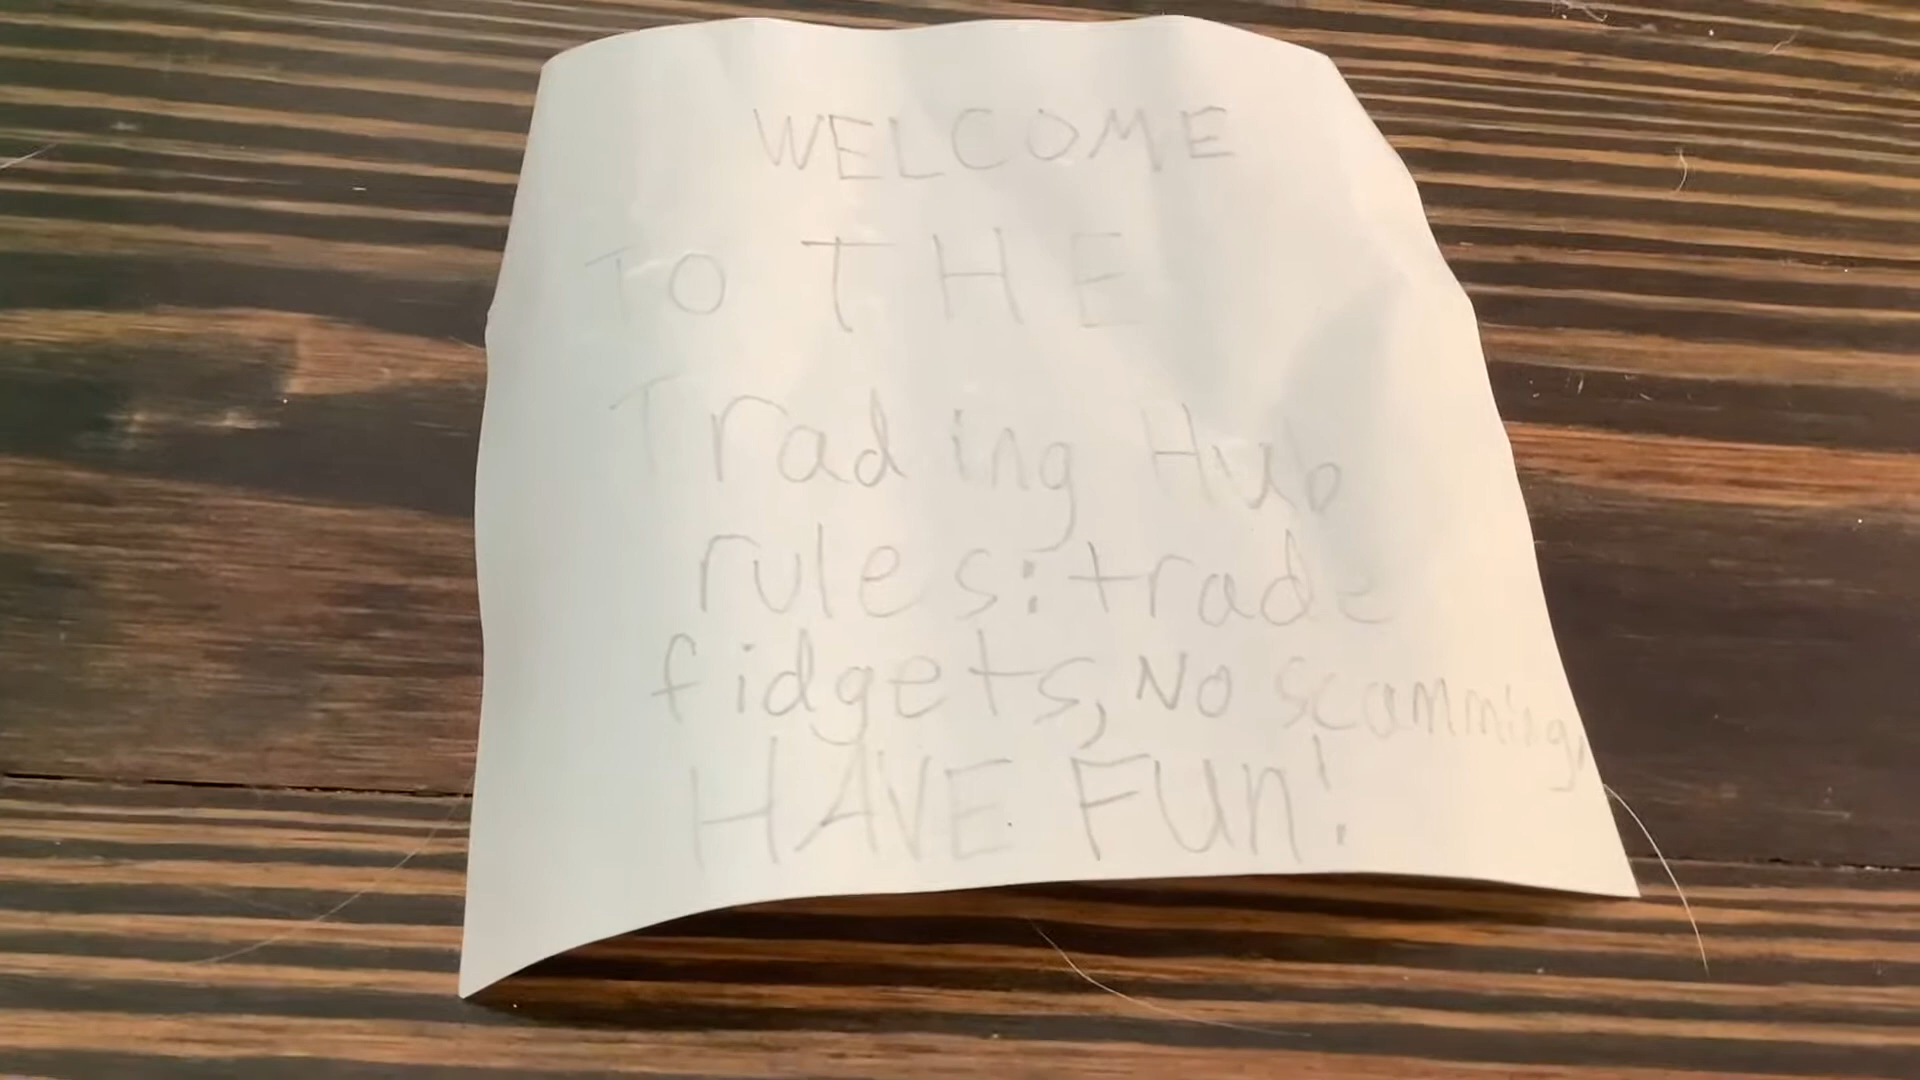 WELCOME
TO THE
Trading Hub
rules: trade
fidgets, No scamming,
HAVE FUn!